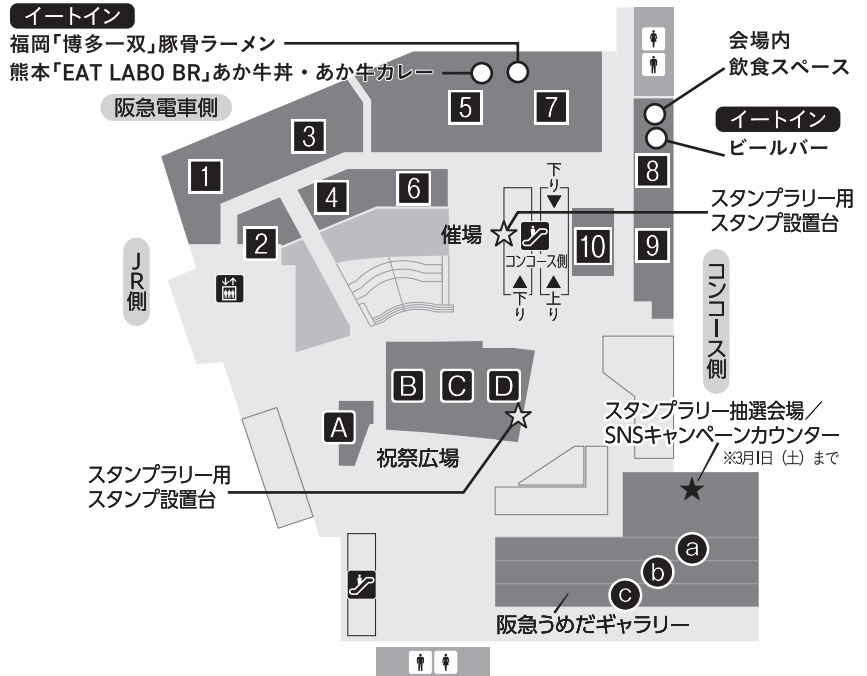 イートイン
福岡「博多一双」豚骨ラーメン
熊本「EAT LABO BR」あか牛丼・あか牛カレー
会場内
飲食スペース
イートイン
ビールバー
阪急電車側
5
7
3
1
8
4
6
2
下り
スタンプラリー用
スタンプ設置台
催場
10
9
コンコース側
下り
上り
JR側
コンコース側
B
C
D
A
祝祭広場
スタンプラリー抽選会場/
SNSキャンペーンカウンター
※3月1日(土)まで
スタンプラリー用
スタンプ設置台
a
b
c
阪急うめだギャラリー